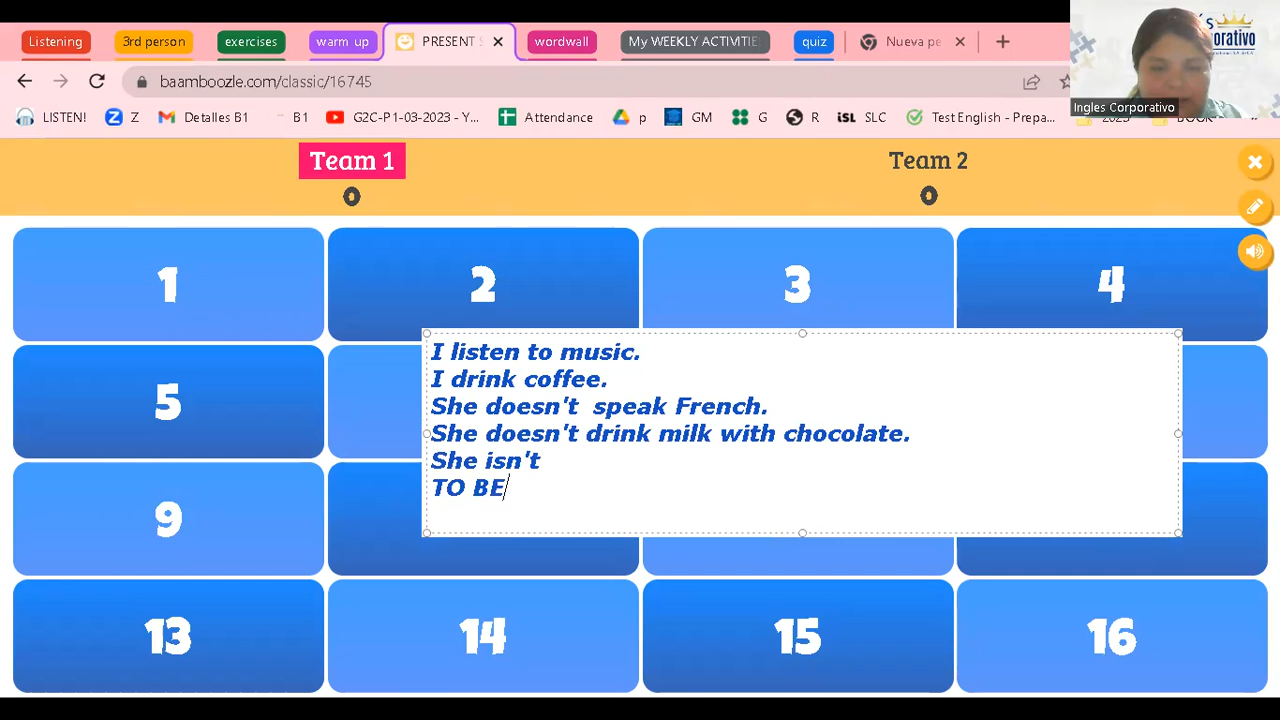 Listening
3rd person
exercises
warm up
PRESENT S
wordwall
My WEEKLY ACTIVITIE
quiz
Nueva pe
orativo
baamboozle.com/classic/16745
Ingles Corporativo
LISTEN!
Z
Detalles B1
B1
G2C-P1-03-2023 - Y...
Attendance
p
GM
G
R
iSL SLC
Test English - Prepa...
Team 1
Team 2
0
0
1
2
3
4
I listen to music.
I drink coffee.
5
She doesn't  speak French.
She doesn't drink milk with chocolate.
She isn't
TO BE
9
13
14
15
16